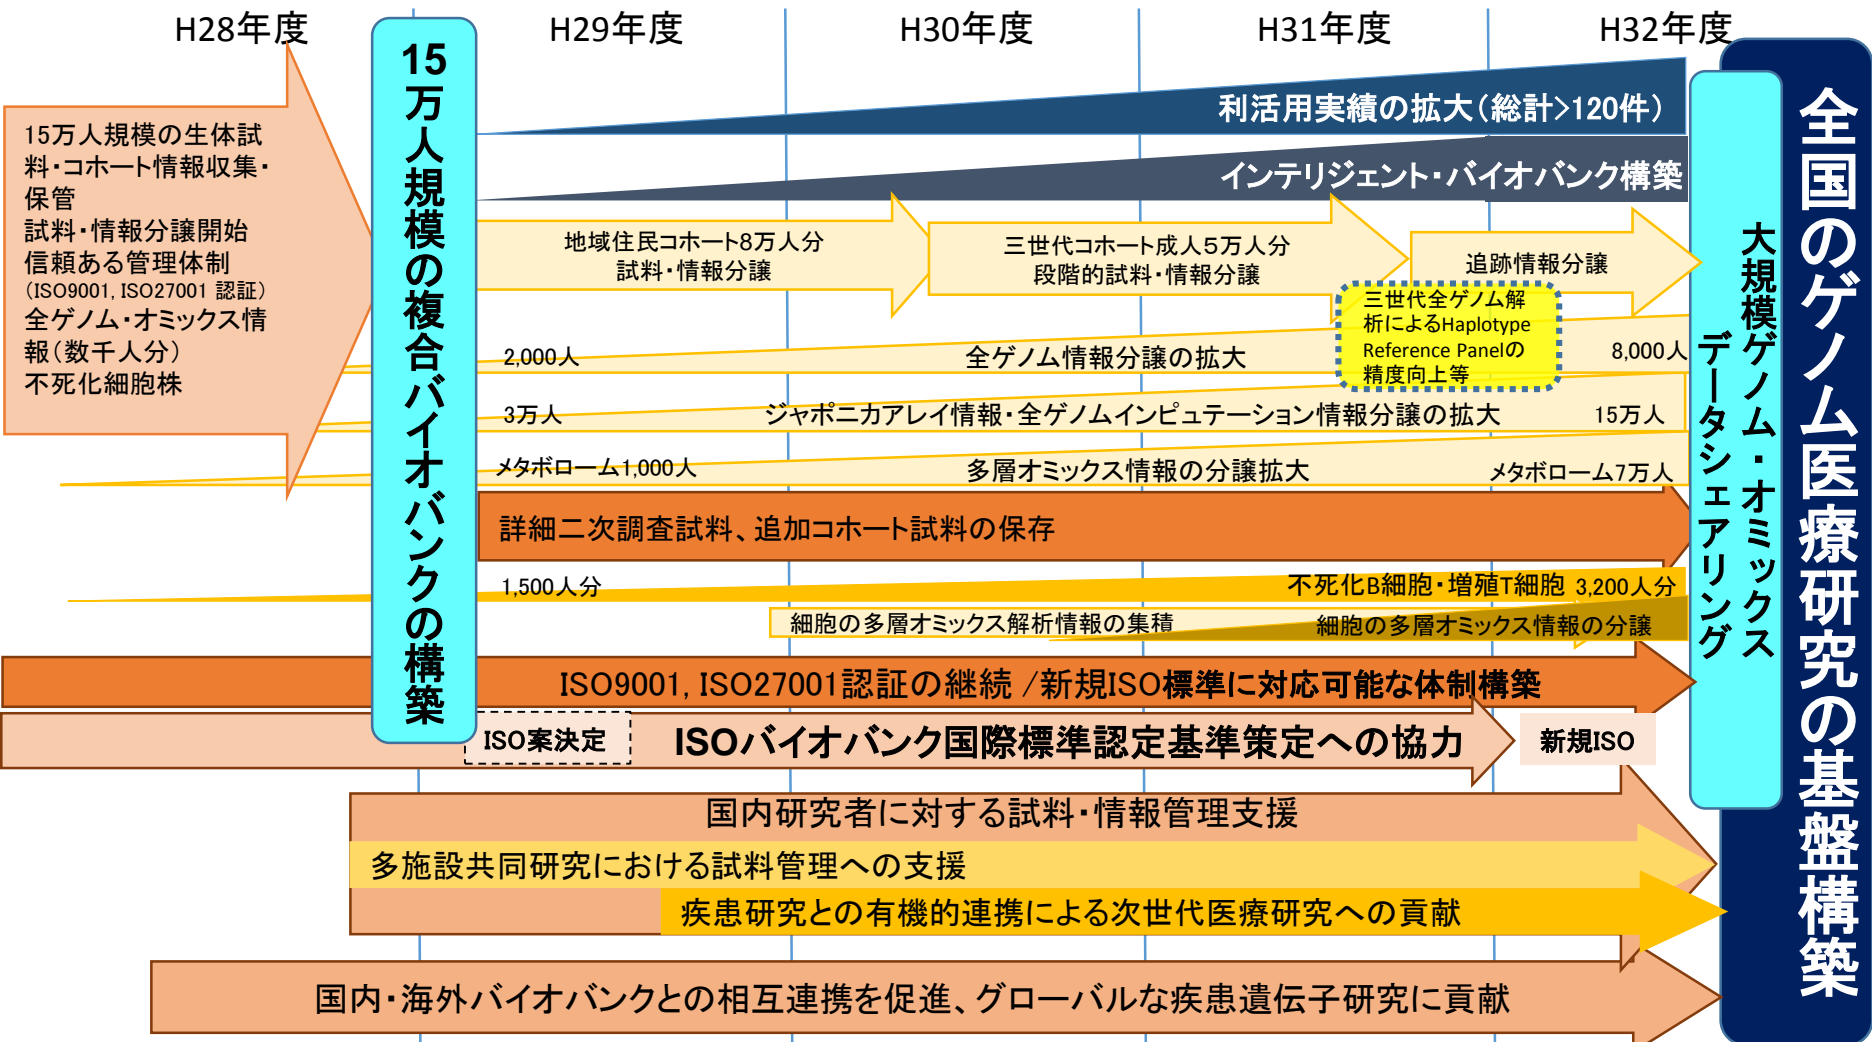 H28年度
H29年度
H30年度
H31年度
H32年度
15万人規模の生体試
料・コホート情報収集・
保管
試料・情報分譲開始
信頼ある管理体制
（ISO9001, ISO27001 認証）
全ゲノム・オミックス情
報（数千人分）
不死化細胞株
15万人規模の複合バイオバンクの構築
利活用実績の拡大（総計>120件）
インテリジェント・バイオバンク構築
地域住民コホート8万人分
試料・情報分譲
三世代コホート成人５万人分
段階的試料・情報分譲
追跡情報分譲
三世代全ゲノム解
析によるHaplotype
Reference Panelの
精度向上等
2,000人
全ゲノム情報分譲の拡大
8,000人
3万人
ジャポニカアレイ情報・全ゲノムインピュテーション情報分譲の拡大
15万人
メタボローム1,000人
多層オミックス情報の分譲拡大
メタボローム7万人
詳細二次調査試料、追加コホート試料の保存
1,500人分
不死化B細胞・増殖T細胞
3,200人分
細胞の多層オミックス解析情報の集積
細胞の多層オミックス情報の分譲
ISO9001, ISO27001認証の継続 /新規ISO標準に対応可能な体制構築
ISO案決定
ISOバイオバンク国際標準認定基準策定への協力
新規ISO
国内研究者に対する試料・情報管理支援
多施設共同研究における試料管理への支援
疾患研究との有機的連携による次世代医療研究への貢献
国内・海外バイオバンクとの相互連携を促進、グローバルな疾患遺伝子研究に貢献
大規模ゲノム・オミックス
データシェアリング
全国のゲノム医療研究の基盤構築